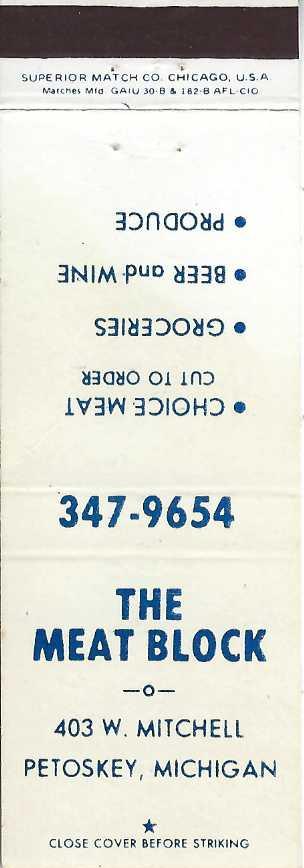 SUPERIOR MATCH CO. CHICAGO, U.S.A.
Matches Mfd. GAIU 30-B & 182-B AFL-CIO
• CHOICE MEAT
CUT TO ORDER
• GROCERIES
• BEER and WINE
• PRODUCE
347-9654
THE
MEAT BLOCK
403 W. MITCHELL
PETOSKEY, MICHIGAN
CLOSE COVER BEFORE STRIKING